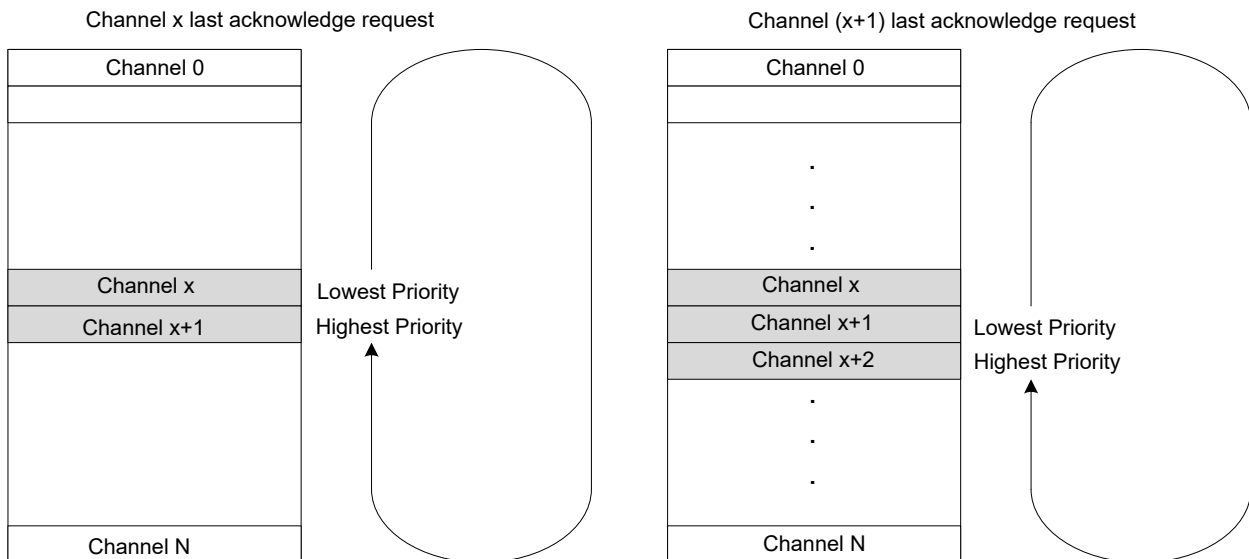 Channel x last acknowledge request
Channel 0
Channel x
Lowest Priority
Channel x+1
Highest Priority
Channel N
Channel (x+1) last acknowledge request
Channel 0
.
.
.
Channel x
Channel x+1
Lowest Priority
Channel x+2
Highest Priority
.
.
.
Channel N